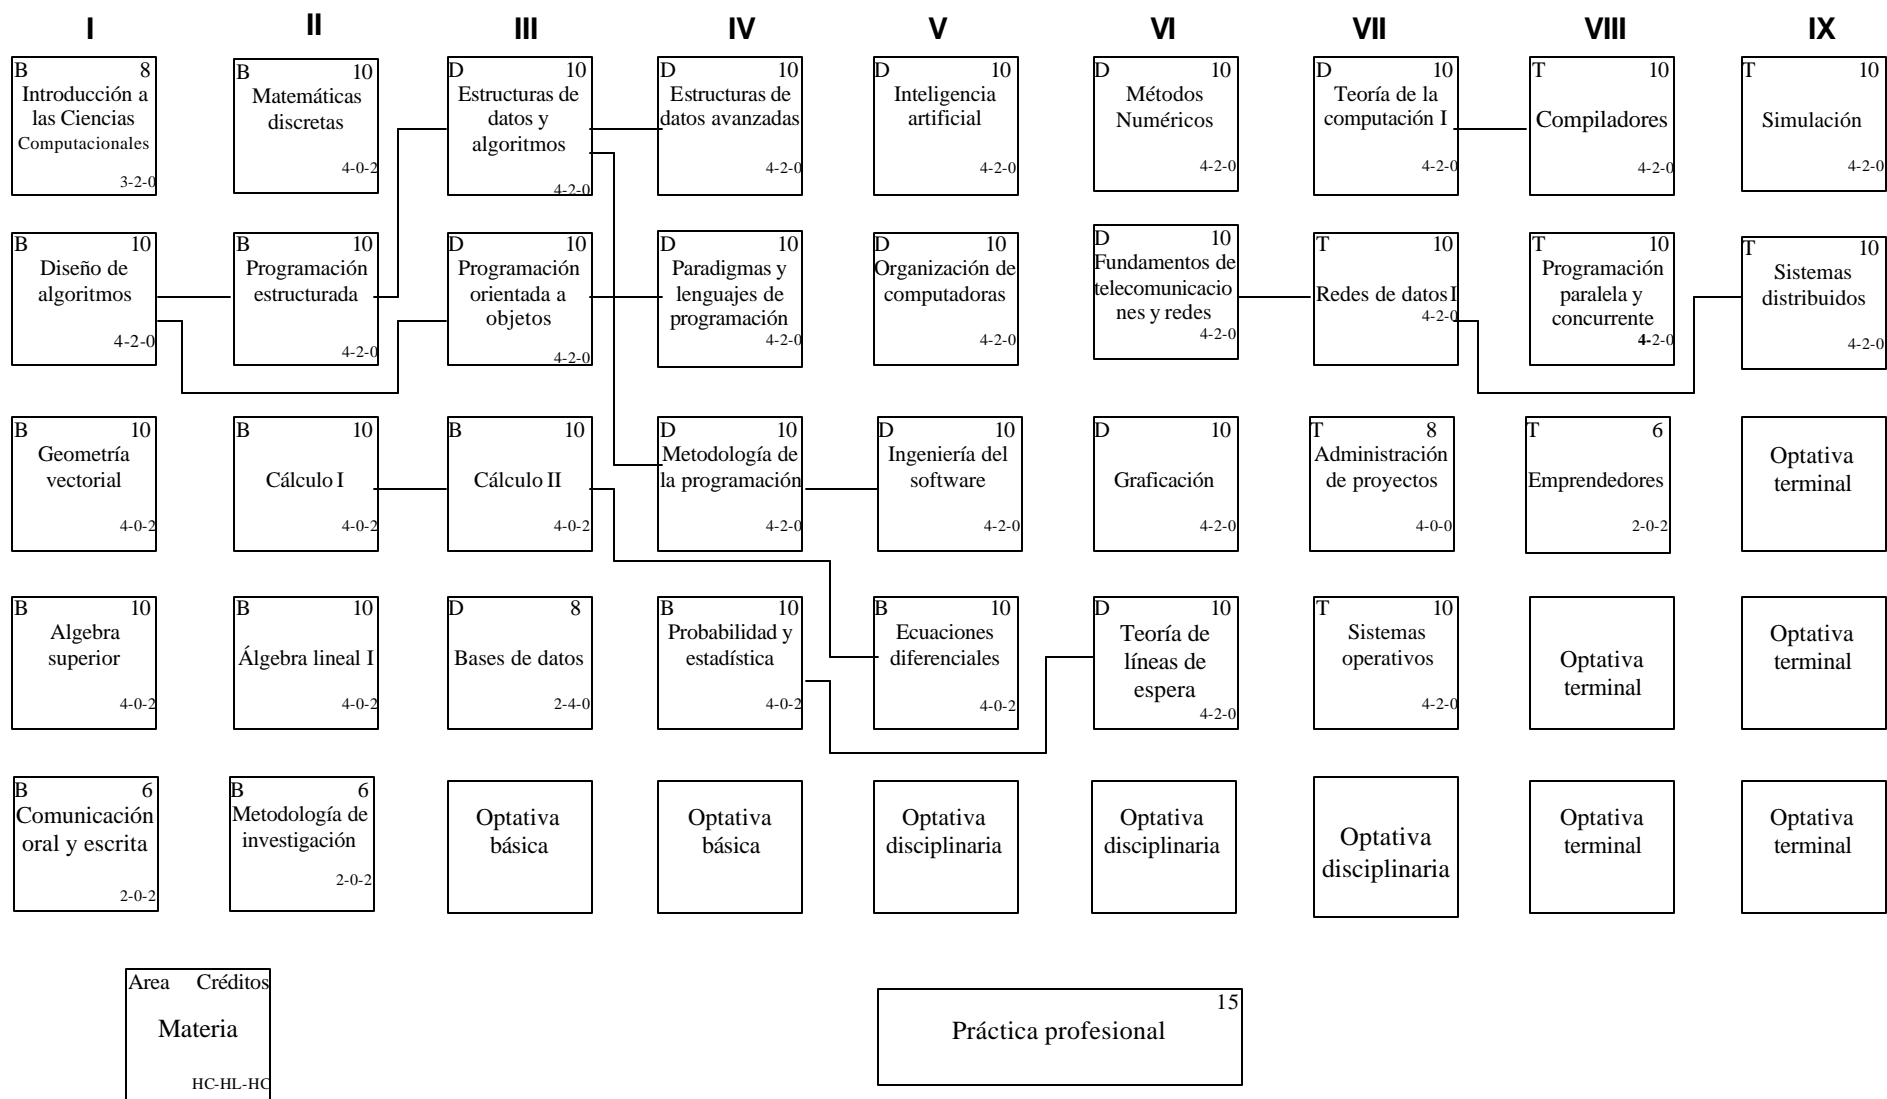 I II III IV V VI VII VIII IX
B 8
Introducción a
las Ciencias
Computacionales
3-2-0
B 10
Matemáticas
discretas
4-0-2
D 10
Estructuras de
datos y
algoritmos
4-2-0
D 10
Estructuras de
datos avanzadas
4-2-0
D 10
Inteligencia
artificial
4-2-0
D 10
Métodos
Numéricos
4-2-0
D 10
Teoría de la
computación I
4-2-0
T 10
Compiladores
4-2-0
T 10
Simulación
4-2-0
B 10
Diseño de
algoritmos
4-2-0
B 10
Programación
estructurada
4-2-0
D 10
Programación
orientada a
objetos
4-2-0
D 10
Paradigmas y
lenguajes de
programación
4-2-0
D 10
Organización de
computadoras
4-2-0
D 10
Fundamentos de
telecomunicacio
nes y redes
4-2-0
T 10
Redes de datos I
4-2-0
T 10
Programación
paralela y
concurrente
4-2-0
T 10
Sistemas
distribuidos
4-2-0
B 10
Geometría
vectorial
4-0-2
B 10
Cálculo I
4-0-2
B 10
Cálculo II
4-0-2
D 10
Metodología de
la programación
4-2-0
D 10
Ingeniería del
software
4-2-0
D 10
Graficación
4-2-0
T 8
Administración
de proyectos
4-0-0
T 6
Emprendedores
2-0-2
Optativa
terminal
B 10
Algebra
superior
4-0-2
B 10
Álgebra lineal I
4-0-2
D 8
Bases de datos
2-4-0
B 10
Probabilidad y
estadística
4-0-2
B 10
Ecuaciones
diferenciales
4-0-2
D 10
Teoría de
líneas de
espera
4-2-0
T 10
Sistemas
operativos
4-2-0
Optativa
terminal
Optativa
terminal
B 6
Comunicación
oral y escrita
2-0-2
B 6
Metodología de
investigación
2-0-2
Optativa
básica
Optativa
básica
Optativa
disciplinaria
Optativa
disciplinaria
Optativa
disciplinaria
Optativa
terminal
Optativa
terminal
Area Créditos
Materia
HC-HL-HC
15
Práctica profesional